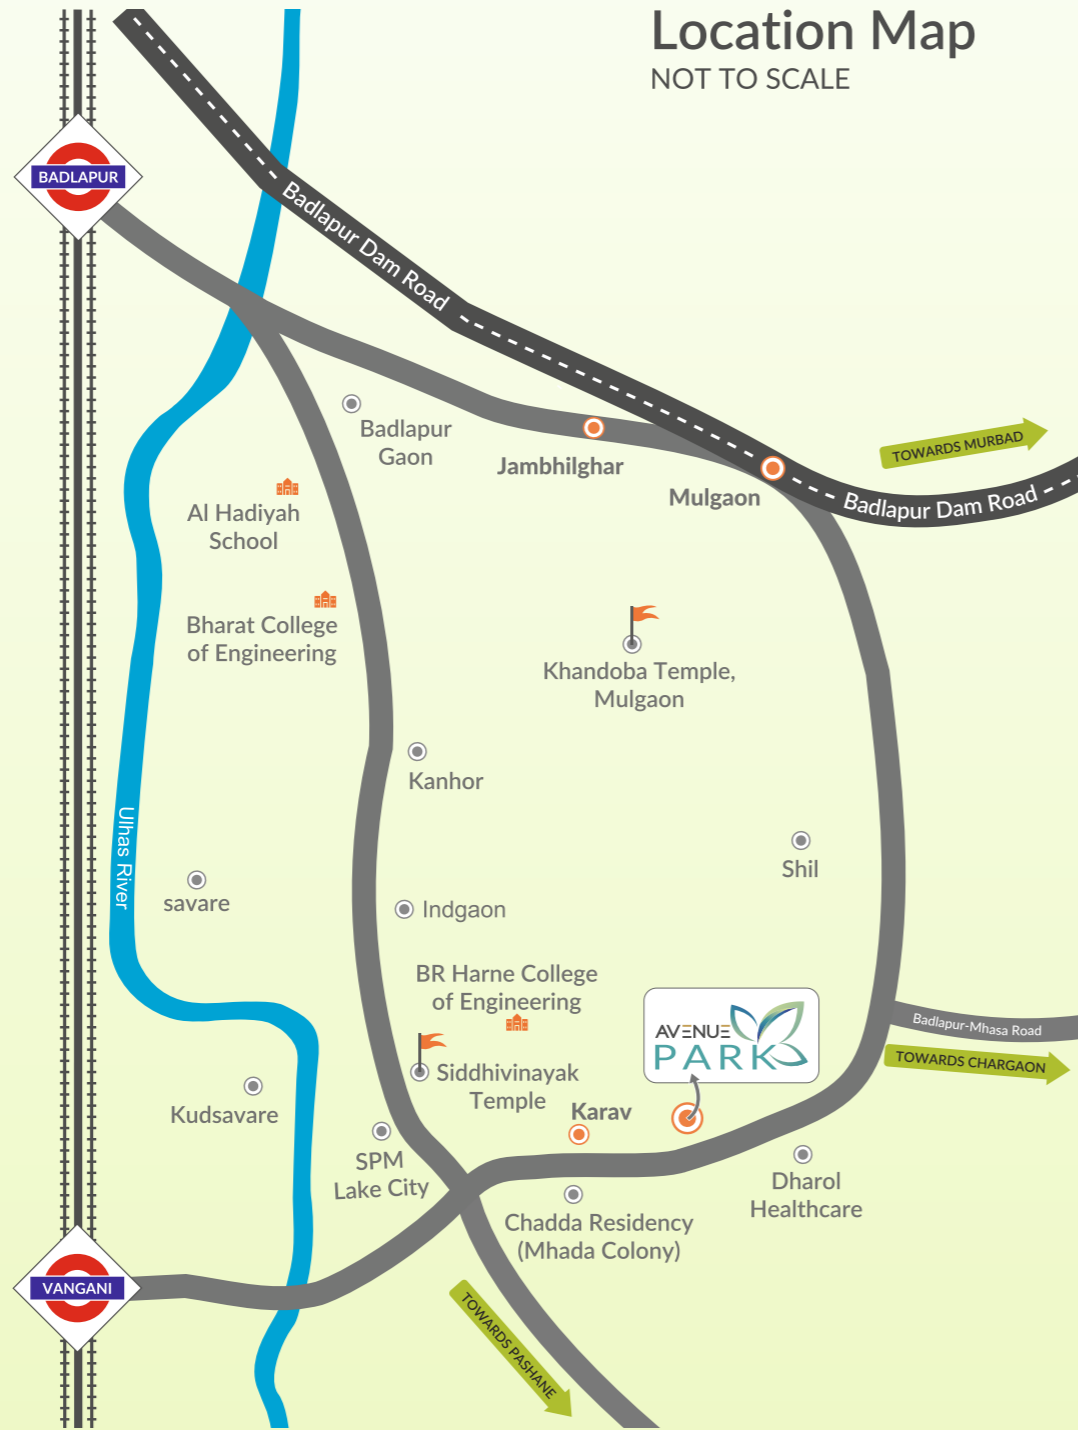 Location Map
NOT TO SCALE
BADLAPUR
Badlapur Dam Road
Badlapur
Gaon
Jambhilghar
Mulgaon
TOWARDS MURBAD
Badlapur Dam Road
Al Hadiyah
School
Bharat College
of Engineering
Khandoba Temple,
Mulgaon
Kanhor
Ulhas River
Shil
savare
Indgaon
BR Harne College
of Engineering
AVENUE
PARK
Badlapur-Mhasa Road
TOWARDS CHARGAON
Siddhivinayak
Temple
Kudsavare
Karav
SPM
Lake City
Dharol
Healthcare
Chadda Residency
(Mhada Colony)
VANGANI
TOWARDS PASHANE